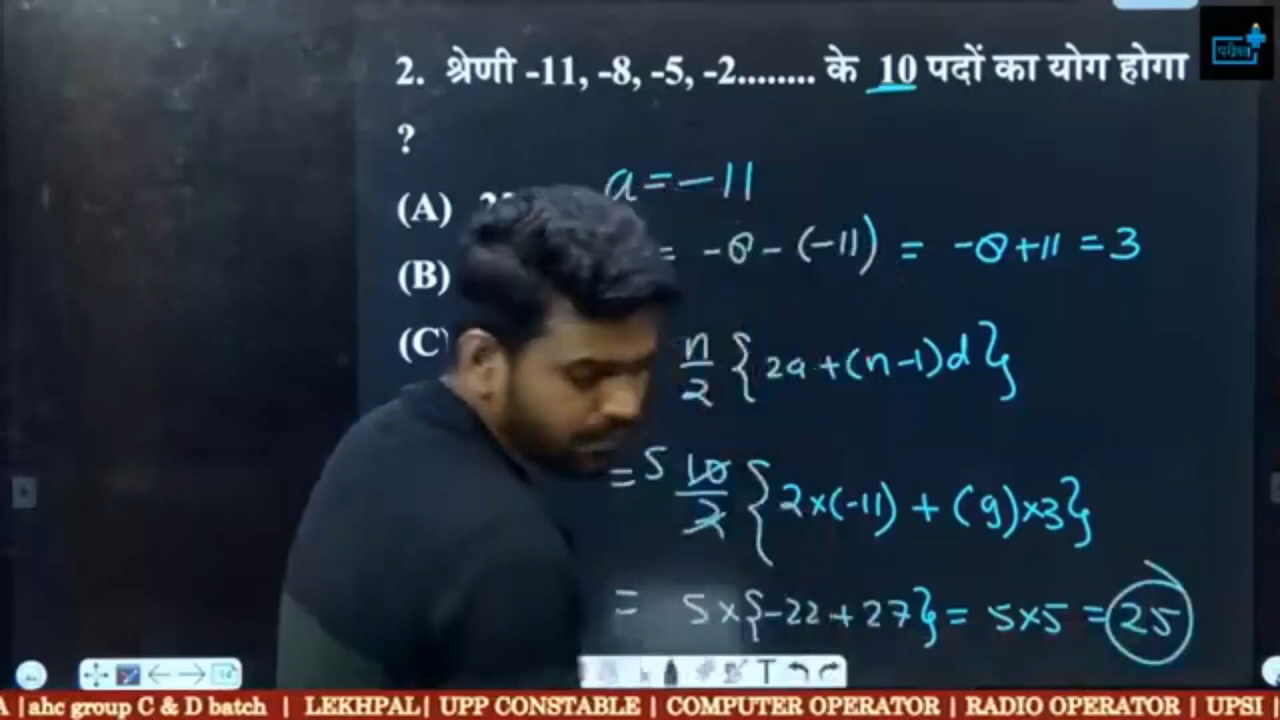 2. श्रेणी -11, -8, -5, -2........ के 10 पदों का योग होगा
?
a = -11
(A)
= -8 - (-11) = -8 + 11 = 3
(B)
(C)
n/2 {2a + (n-1)d}
= 5 10/2 {2×(-11) + (9)×3}
= 5×{-22 + 27} = 5×5 = 25
T
| ahc group C & D batch | LEKHPAL | UPP CONSTABLE | COMPUTER OPERATOR | RADIO OPERATOR | UPSI |